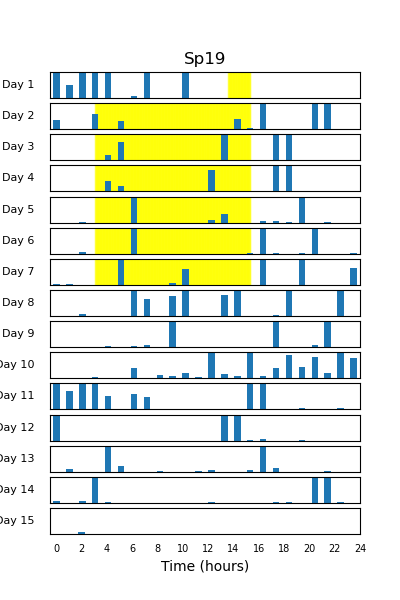 Sp19
Day 1
Day 2
Day 3
Day 4
Day 5
Day 6
Day 7
Day 8
Day 9
Day 10
Day 11
Day 12
Day 13
Day 14
Day 15
0 2 4 6 8 10 12 14 16 18 20 22 24
Time (hours)